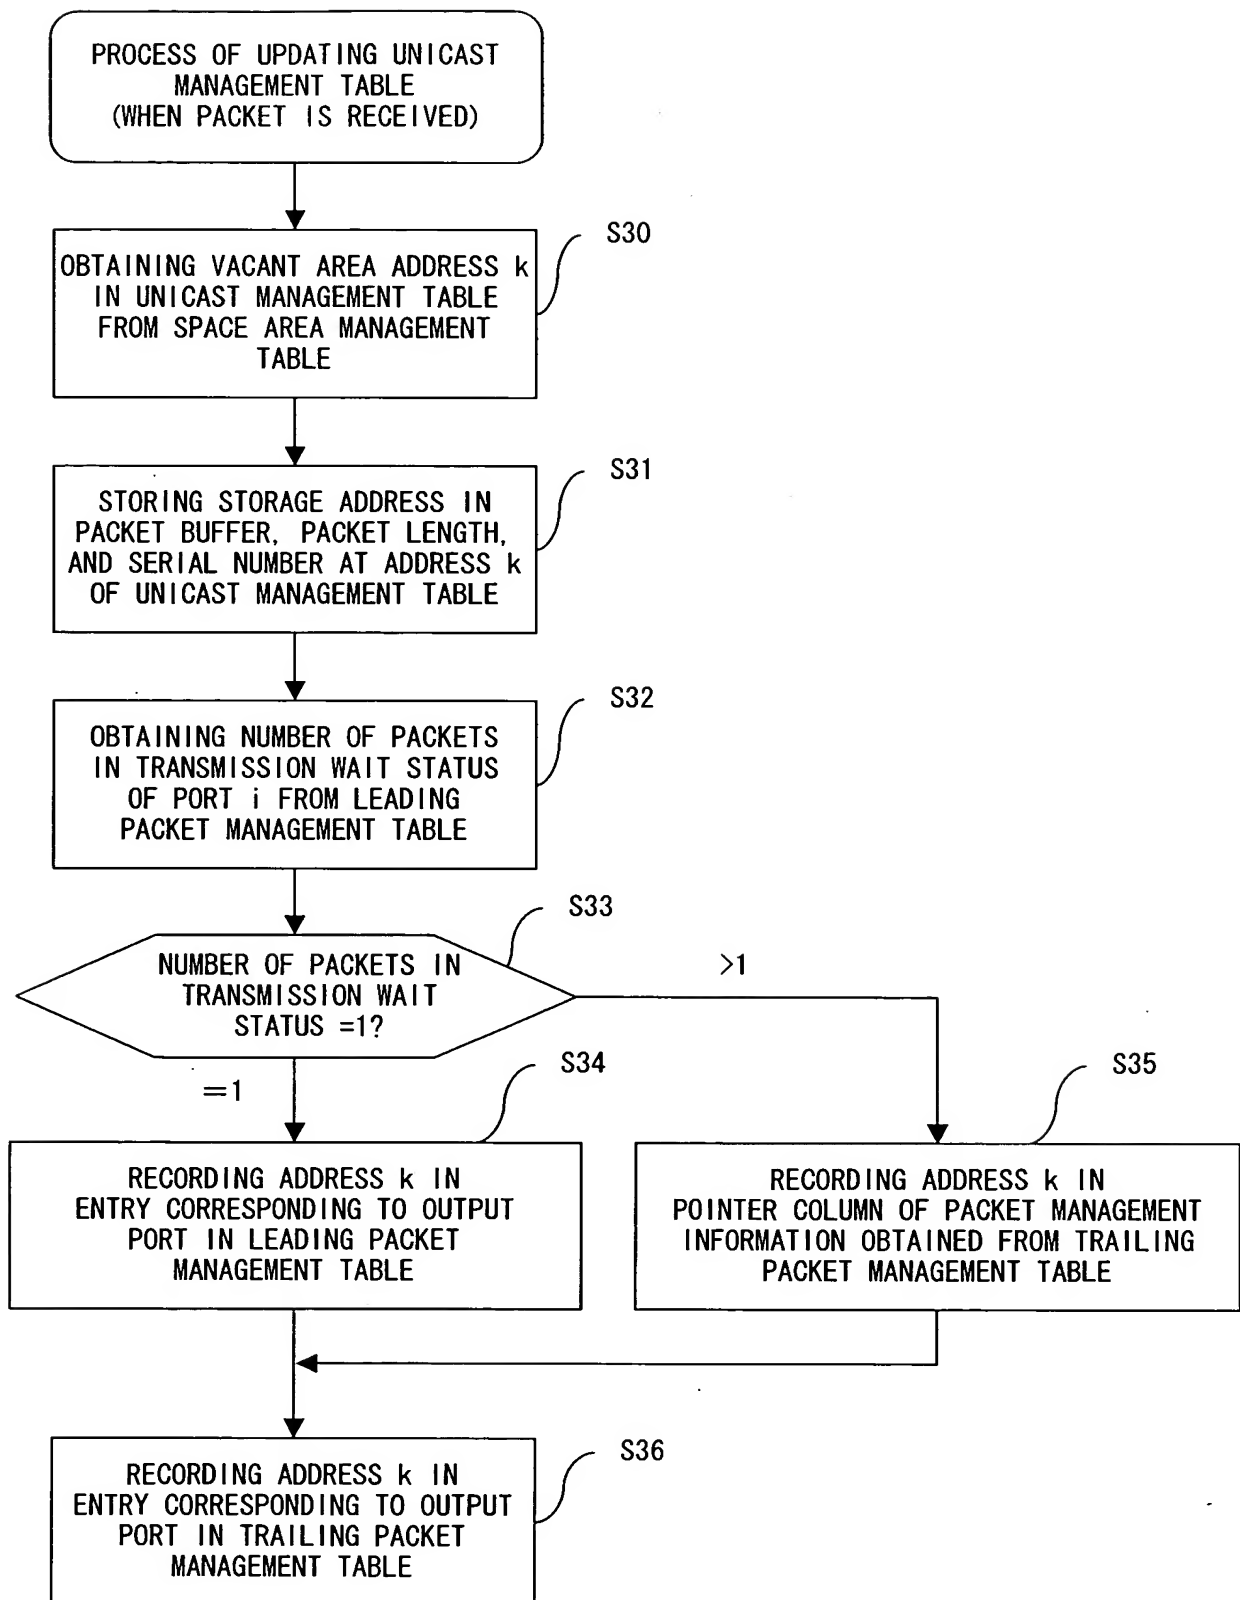 PROCESS OF UPDATING UNICAST
MANAGEMENT TABLE
(WHEN PACKET IS RECEIVED)
S30
OBTAINING VACANT AREA ADDRESS k
IN UNICAST MANAGEMENT TABLE
FROM SPACE AREA MANAGEMENT
TABLE
S31
STORING STORAGE ADDRESS IN
PACKET BUFFER, PACKET LENGTH,
AND SERIAL NUMBER AT ADDRESS k
OF UNICAST MANAGEMENT TABLE
S32
OBTAINING NUMBER OF PACKETS
IN TRANSMISSION WAIT STATUS
OF PORT i FROM LEADING
PACKET MANAGEMENT TABLE
S33
NUMBER OF PACKETS IN
TRANSMISSION WAIT
STATUS =1?
>1
=1
S34
S35
RECORDING ADDRESS k IN
ENTRY CORRESPONDING TO OUTPUT
PORT IN LEADING PACKET
MANAGEMENT TABLE
RECORDING ADDRESS k IN
POINTER COLUMN OF PACKET MANAGEMENT
INFORMATION OBTAINED FROM TRAILING
PACKET MANAGEMENT TABLE
S36
RECORDING ADDRESS k IN
ENTRY CORRESPONDING TO OUTPUT
PORT IN TRAILING PACKET
MANAGEMENT TABLE